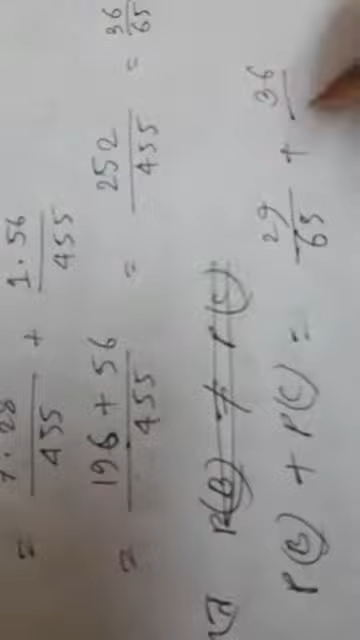 = 7·28/455 + 1·56/455
= 196 + 56/455 = 252/455 = 36/65
P(B) + P(C) = 29/65 + 36